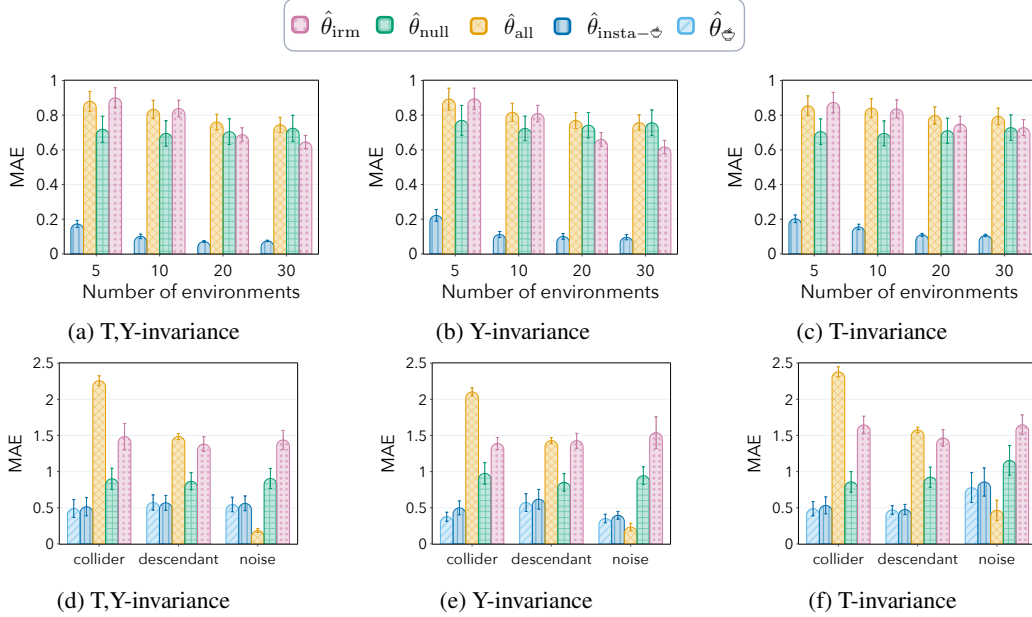 θ̂irm θ̂null θ̂all θ̂insta− θ̂
1
0.8
0.6
0.4
0.2
0
MAE
5 10 20 30
Number of environments
(a) T,Y-invariance
1
0.8
0.6
0.4
0.2
0
MAE
5 10 20 30
Number of environments
(b) Y-invariance
1
0.8
0.6
0.4
0.2
0
MAE
5 10 20 30
Number of environments
(c) T-invariance
2.5
2
1.5
1
0.5
0
MAE
collider descendant noise
(d) T,Y-invariance
2.5
2
1.5
1
0.5
0
MAE
collider descendant noise
(e) Y-invariance
2.5
2
1.5
1
0.5
0
MAE
collider descendant noise
(f) T-invariance